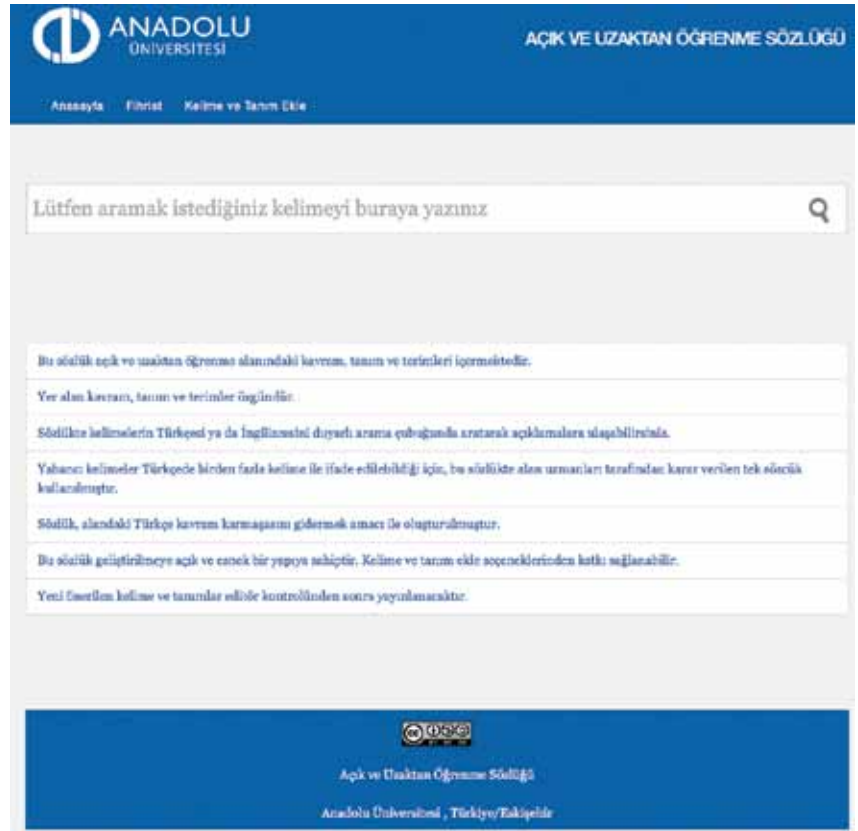 ANADOLU
ÜNİVERSİTESİ
AÇIK VE UZAKTAN ÖĞRENME SÖZLÜĞÜ
Anasayfa Fihrist Kelime ve Tanım Ekle
Lütfen aramak istediğiniz kelimeyi buraya yazınız
Bu sözlük açık ve uzaktan öğrenme alanındaki kavram, tanım ve terimleri içermektedir.
Yer alan kavram, tanım ve terimler özgündür.
Sözlükte kelimelerin Türkçesi ya da İngilizcesini duyarlı arama çubuğunda aratarak açıklamalara ulaşabilirsiniz.
Yabancı kelimeler Türkçede birden fazla kelime ile ifade edilebildiği için, bu sözlükte alan uzmanları tarafından karar verilen tek sözcük
kullanılmıştır.
Sözlük, alandaki Türkçe kavram karmaşasını gidermek amacı ile oluşturulmuştur.
Bu sözlük geliştirilmeye açık ve esnek bir yapıya sahiptir. Kelime ve tanım ekle seçeneklerinden katkı sağlanabilir.
Yeni önerilen kelime ve tanımlar editör kontrolünden sonra yayınlanacaktır.
Açık ve Uzaktan Öğrenme Sözlüğü
Anadolu Üniversitesi , Türkiye/Eskişehir